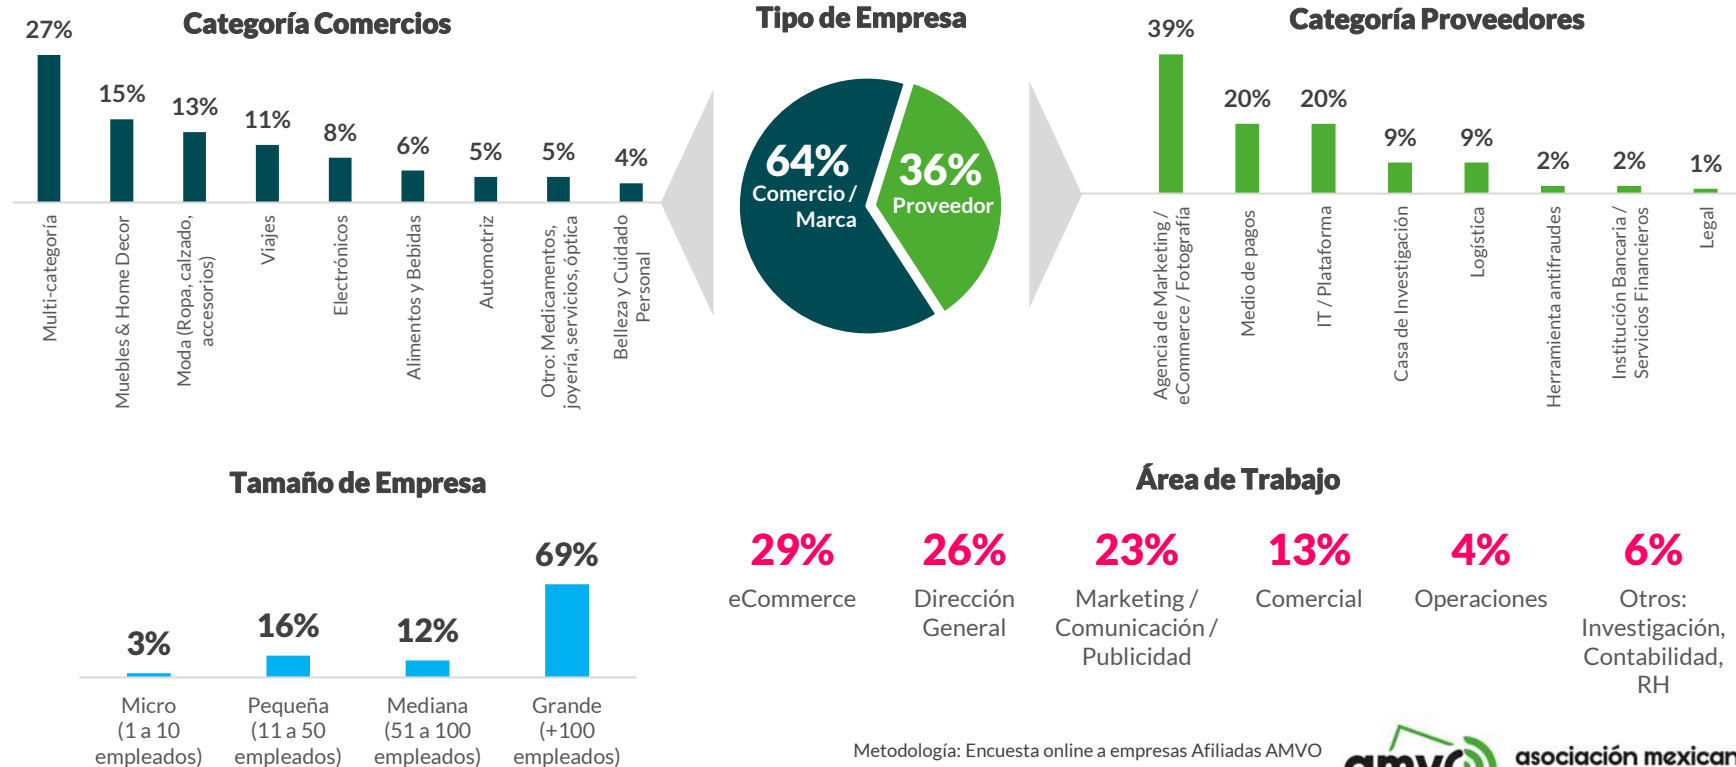 Categoría Comercios
27%
15%
13%
11%
8%
6%
5%
5%
4%
Multi-categoría
Muebles & Home Decor
Moda (Ropa, calzado,
accesorios)
Viajes
Electrónicos
Alimentos y Bebidas
Automotriz
Otro: Medicamentos,
joyería, servicios, óptica
Belleza y Cuidado
Personal
Tipo de Empresa
64%
Comercio /
Marca
36%
Proveedor
Categoría Proveedores
39%
20%
20%
9%
9%
2%
2%
1%
Agencia de Marketing /
eCommerce / Fotografía
Medio de pagos
IT / Plataforma
Casa de Investigación
Logística
Herramienta antifraudes
Institución Bancaria /
Servicios Financieros
Legal
Tamaño de Empresa
3%
16%
12%
69%
Micro
(1 a 10
empleados)
Pequeña
(11 a 50
empleados)
Mediana
(51 a 100
empleados)
Grande
(+100
empleados)
Área de Trabajo
29%
eCommerce
26%
Dirección
General
23%
Marketing /
Comunicación /
Publicidad
13%
Comercial
4%
Operaciones
6%
Otros:
Investigación,
Contabilidad,
RH
Metodología: Encuesta online a empresas Afiliadas AMVO
amvo
asociación mexican